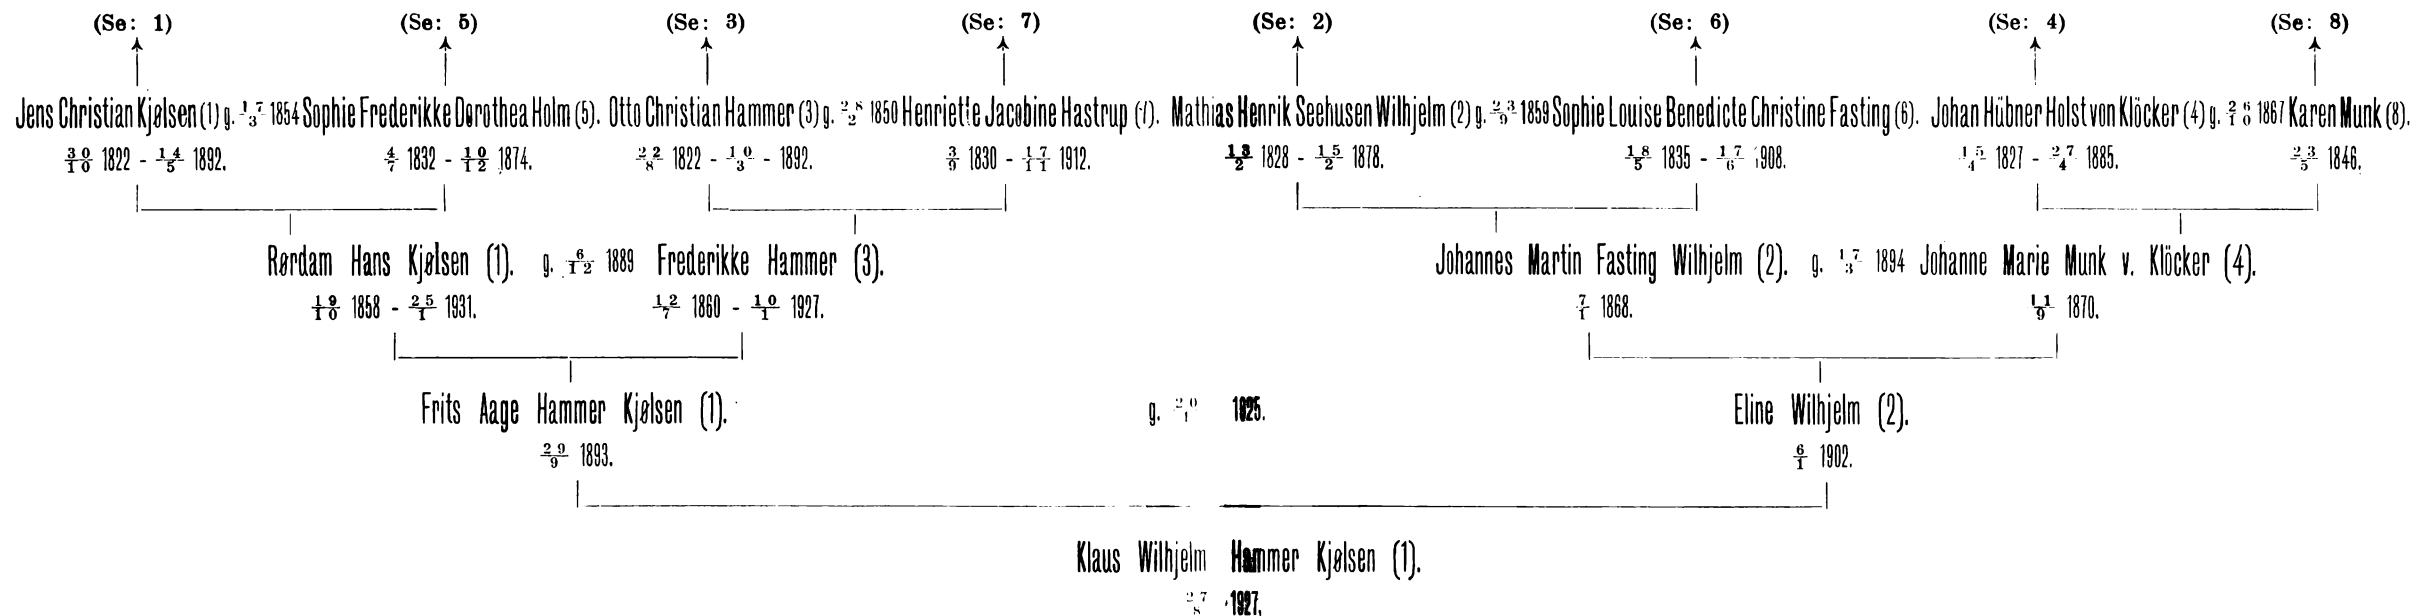 (Se: 1) (Se: 5) (Se: 3) (Se: 7) (Se: 2) (Se: 6) (Se: 4) (Se: 8)
Jens Christian Kjølsen (1) g. 17/3 1854 Sophie Frederikke Dorothea Holm (5). Otto Christian Hammer (3) g. 28/2 1850 Henriette Jacobine Hastrup (7). Mathias Henrik Seehusen Wilhjelm (2) g. 23/9 1859 Sophie Louise Benedicte Christine Fasting (6). Johan Hübner Holst von Klöcker (4) g. 26/10 1867 Karen Munk (8).
30/10 1822 - 14/5 1892. 4/7 1832 - 10/12 1874. 22/8 1822 - 10/3 - 1892. 3/9 1830 - 17/11 1912. 13/2 1828 - 15/2 1878. 18/5 1835 - 17/6 1908. 15/4 1827 - 27/4 1885. 23/5 1846.
Rørdam Hans Kjølsen (1). g. 6/12 1889 Frederikke Hammer (3). Johannes Martin Fasting Wilhjelm (2). g. 17/3 1894 Johanne Marie Munk v. Klöcker (4).
19/10 1858 - 25/1 1931. 12/7 1860 - 10/1 1927. 7/1 1868. 11/9 1870.
Frits Aage Hammer Kjølsen (1). g. 20/1 1925. Eline Wilhjelm (2).
29/9 1893. 6/1 1902.
Klaus Wilhjelm Hammer Kjølsen (1).
27/8 1927.